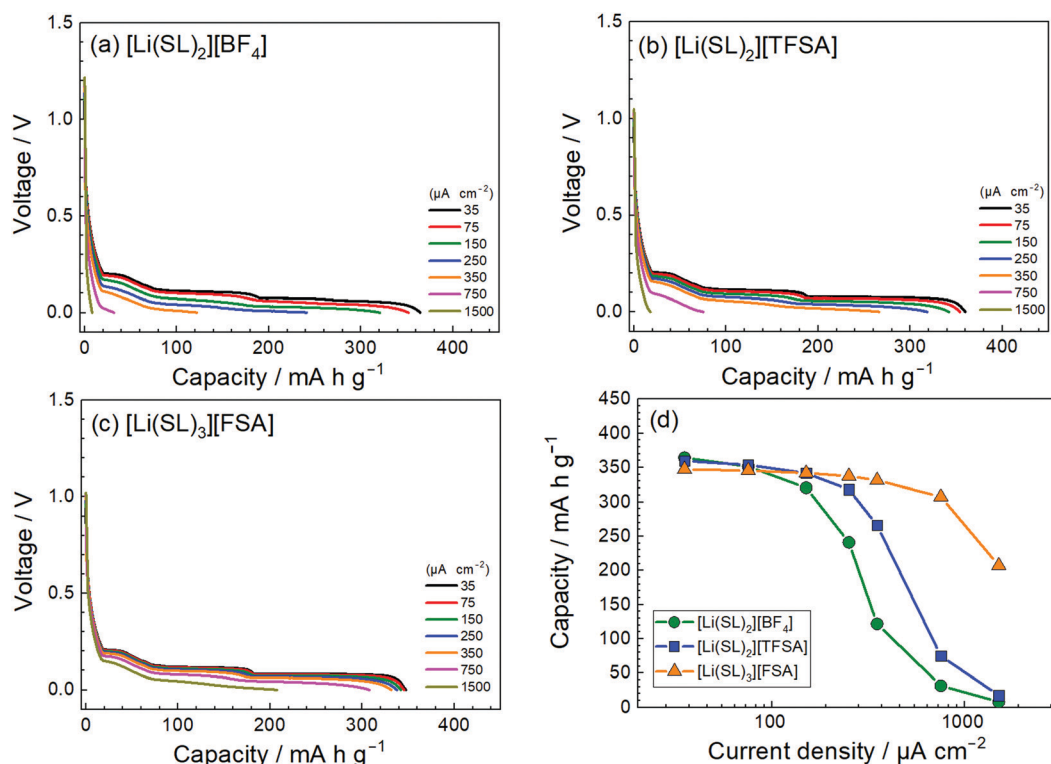 (a) [Li(SL)₂][BF₄]
1.5
1.0
0.5
0.0
Voltage / V
(μA cm⁻²)
35
75
150
250
350
750
1500
0 100 200 300 400
Capacity / mA h g⁻¹
(b) [Li(SL)₂][TFSA]
1.5
1.0
0.5
0.0
Voltage / V
(μA cm⁻²)
35
75
150
250
350
750
1500
0 100 200 300 400
Capacity / mA h g⁻¹
(c) [Li(SL)₃][FSA]
1.5
1.0
0.5
0.0
Voltage / V
(μA cm⁻²)
35
75
150
250
350
750
1500
0 100 200 300 400
Capacity / mA h g⁻¹
(d)
450
400
350
300
250
200
150
100
50
0
Capacity / mA h g⁻¹
[Li(SL)₂][BF₄]
[Li(SL)₂][TFSA]
[Li(SL)₃][FSA]
100 1000
Current density / μA cm⁻²